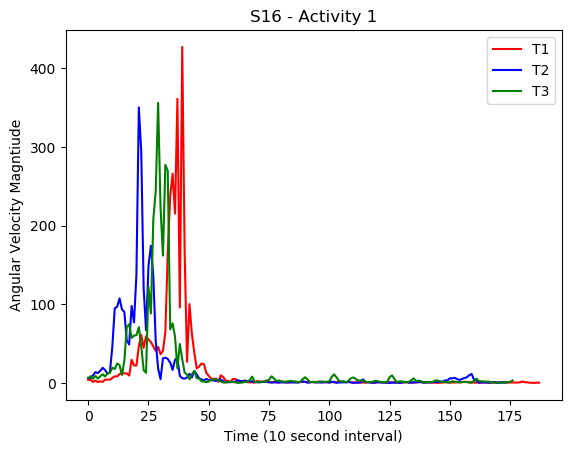 S16 - Activity 1
T1
T2
T3
400
300
200
100
0
Angular Velocity Magntiude
0
25
50
75
100
125
150
175
Time (10 second interval)